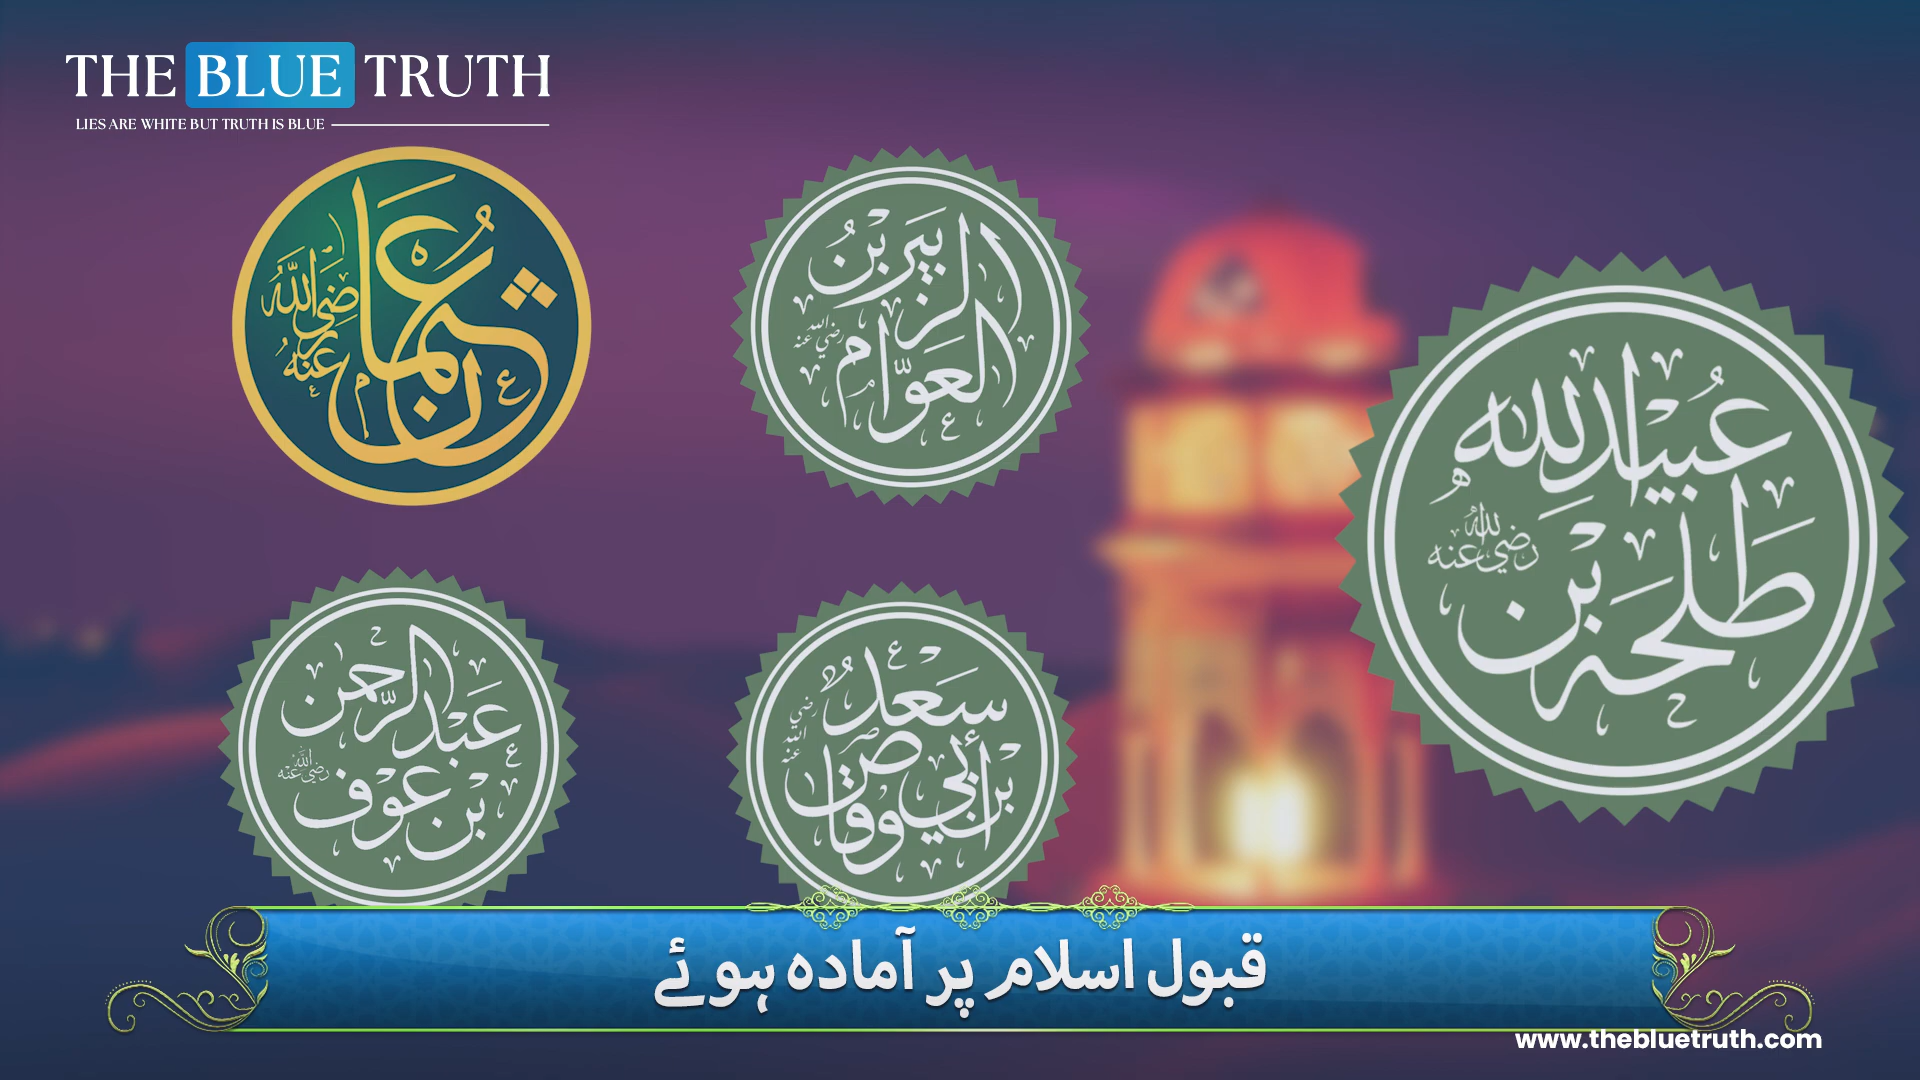 THE BLUE TRUTH
LIES ARE WHITE BUT TRUTH IS BLUE
عثمان
رضي الله
عنه
الزبير بن
العوام
رضي الله عنه
عبيد الله
طلحة بن
رضي الله عنه
عبد الرحمن
بن عوف
رضي الله عنه
سعد
بن أبي وقاص
رضي الله عنه
قبول اسلام پر آمادہ ہوئے
www.thebluetruth.com